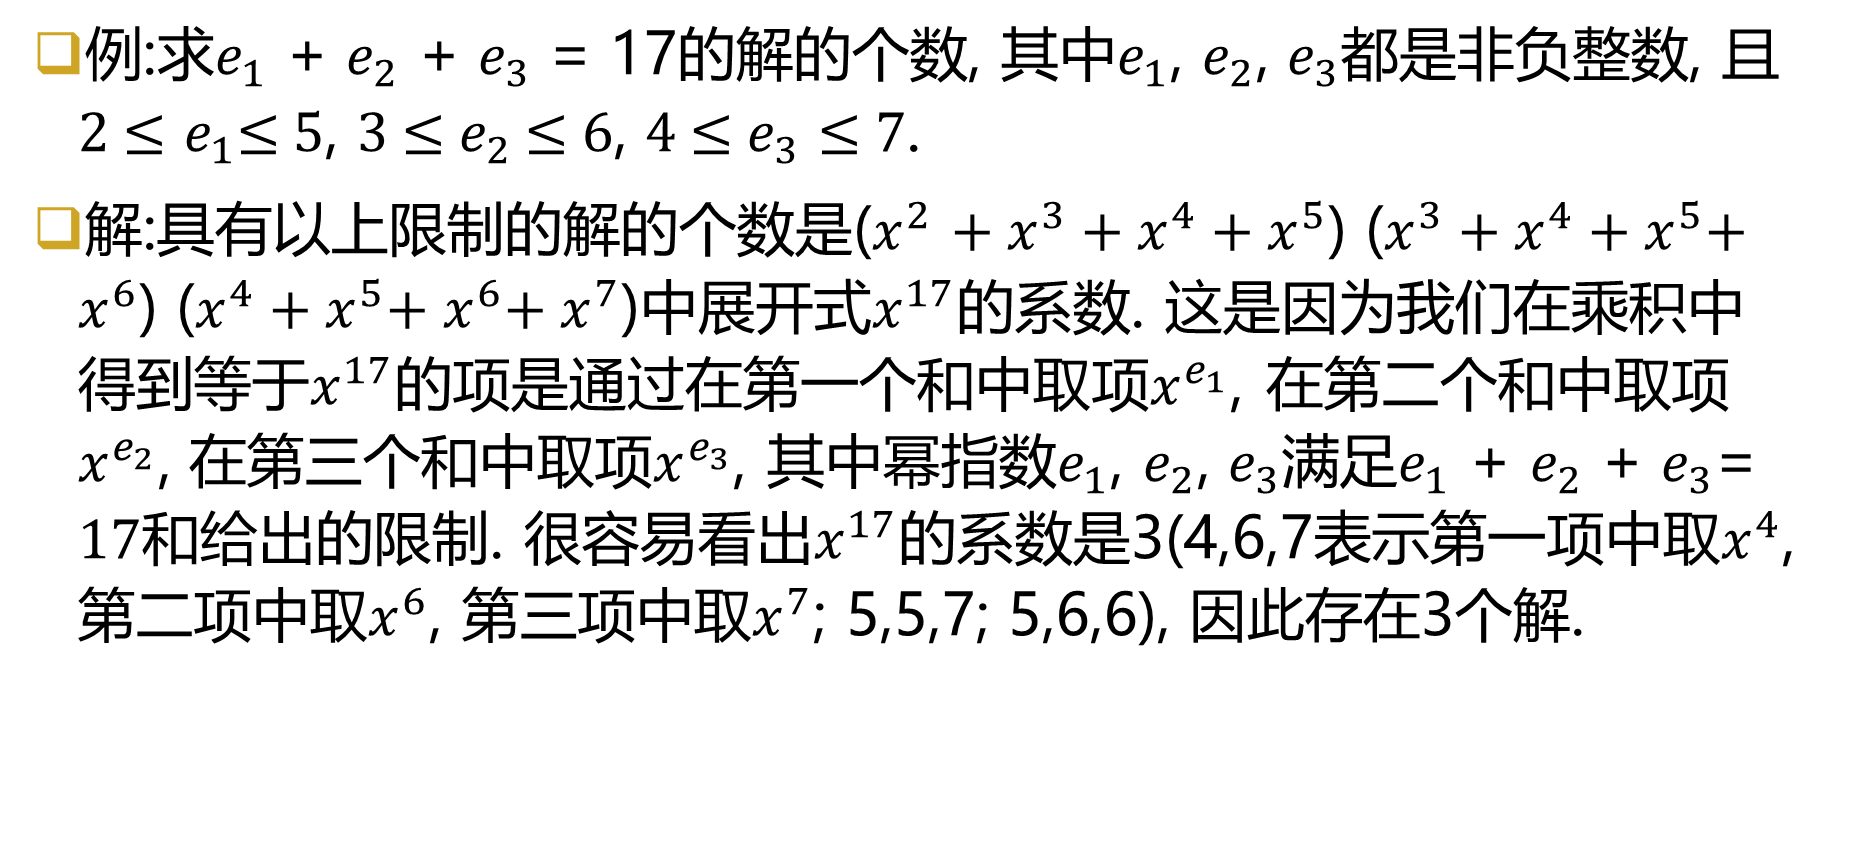 ❑例:求e₁ + e₂ + e₃ = 17的解的个数, 其中e₁, e₂, e₃都是非负整数, 且
2 ≤ e₁≤ 5, 3 ≤ e₂ ≤ 6, 4 ≤ e₃ ≤ 7.
❑解:具有以上限制的解的个数是(x² + x³ + x⁴ + x⁵) (x³ + x⁴ + x⁵+
x⁶) (x⁴ + x⁵+ x⁶+ x⁷)中展开式x¹⁷的系数. 这是因为我们在乘积中
得到等于x¹⁷的项是通过在第一个和中取项x^e₁, 在第二个和中取项
x^e₂, 在第三个和中取项x^e₃, 其中幂指数e₁, e₂, e₃满足e₁ + e₂ + e₃=
17和给出的限制. 很容易看出x¹⁷的系数是3(4,6,7表示第一项中取x⁴,
第二项中取x⁶, 第三项中取x⁷; 5,5,7; 5,6,6), 因此存在3个解.